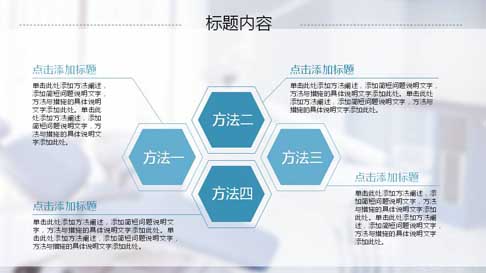 标题内容
点击添加标题
单击此处添加方法阐述，
添加简短问题说明文字，
方法与措施的具体说明
文字添加此处。单击此
处添加方法阐述，添加
简短问题说明文字，方
法与措施的具体说明文
字添加此处。
点击添加标题
单击此处添加方法阐述，添加简短问题说明文字，
方法与措施的具体说明文字添加此处。单击此处添
加方法阐述，添加简短问题说明文字，方法与措施
的具体说明文字添加此处。
方法二
方法一
方法三
方法四
点击添加标题
单击此处添加方法阐述，添加简短问题说明文
字，方法与措施的具体说明文字添加此处。单
击此处添加方法阐述，添加简短问题说明文字，
方法与措施的具体说明文字添加此处。
点击添加标题
单击此处添加方法阐述，添
加简短问题说明文字，方法
与措施的具体说明文字添加
此处。单击此处添加方法阐
述，添加简短问题说明文字，
方法与措施的具体说明文字
添加此处。